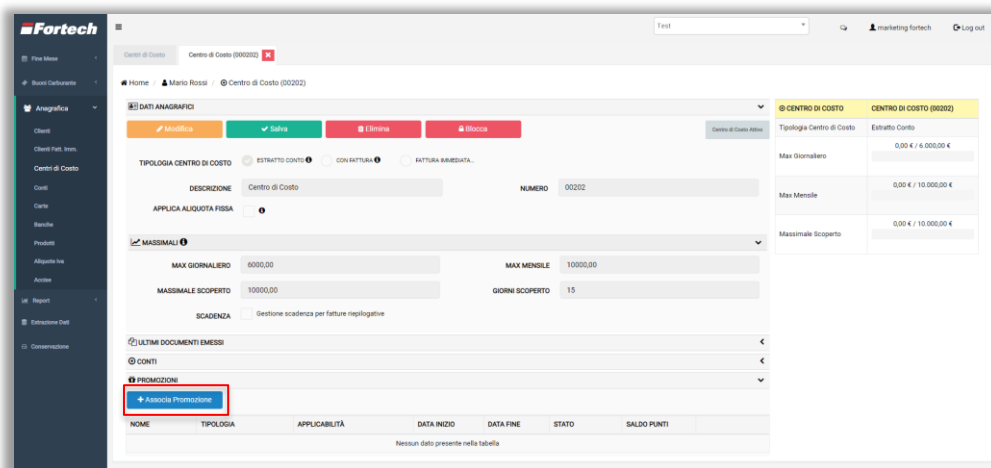 Fortech
Test
marketing fortech
Log out
Fine Mese
Buoni Carburante
Anagrafica
Clienti
Clienti Fatt. Imm.
Centri di Costo
Conti
Carte
Banche
Prodotti
Aliquote Iva
Accise
Report
Estrazione Dati
Conservazione
Centri di Costo
Centro di Costo (000202)
Home / Mario Rossi / Centro di Costo (00202)
DATI ANAGRAFICI
Modifica
Salva
Elimina
Blocca
Centro di Costo Attivo
TIPOLOGIA CENTRO DI COSTO
ESTRATTO CONTO
CON FATTURA
FATTURA IMMEDIATA..
DESCRIZIONE
Centro di Costo
NUMERO
00202
APPLICA ALIQUOTA FISSA
MASSIMALI
MAX GIORNALIERO
6000,00
MAX MENSILE
10000,00
MASSIMALE SCOPERTO
10000,00
GIORNI SCOPERTO
15
SCADENZA
Gestione scadenza per fatture riepilogative
ULTIMI DOCUMENTI EMESSI
CONTI
PROMOZIONI
+ Associa Promozione
NOME TIPOLOGIA APPLICABILITÀ DATA INIZIO DATA FINE STATO SALDO PUNTI
Nessun dato presente nella tabella
CENTRO DI COSTO CENTRO DI COSTO (00202)
Tipologia Centro di Costo Estratto Conto
Max Giornaliero 0,00 € / 6.000,00 €
Max Mensile 0,00 € / 10.000,00 €
Massimale Scoperto 0,00 € / 10.000,00 €